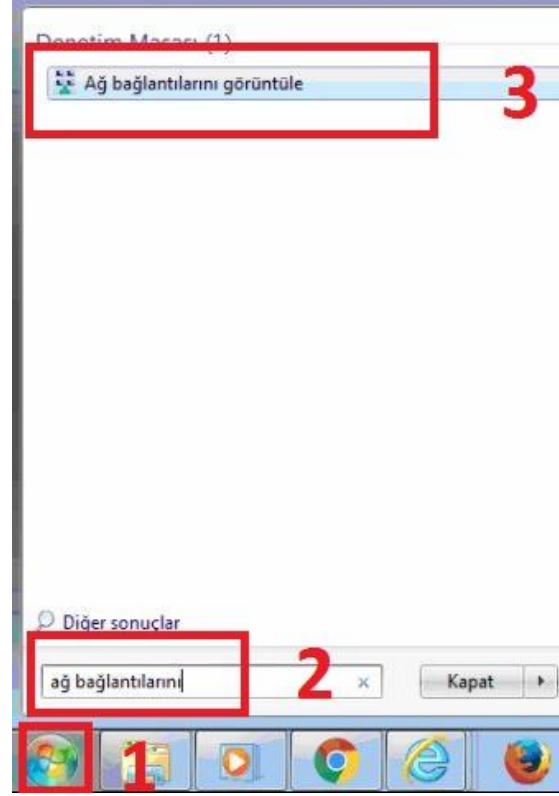 Denetim Masası (1)
Ağ bağlantılarını görüntüle
3
Diğer sonuçlar
ağ bağlantılarını
2
Kapat
1